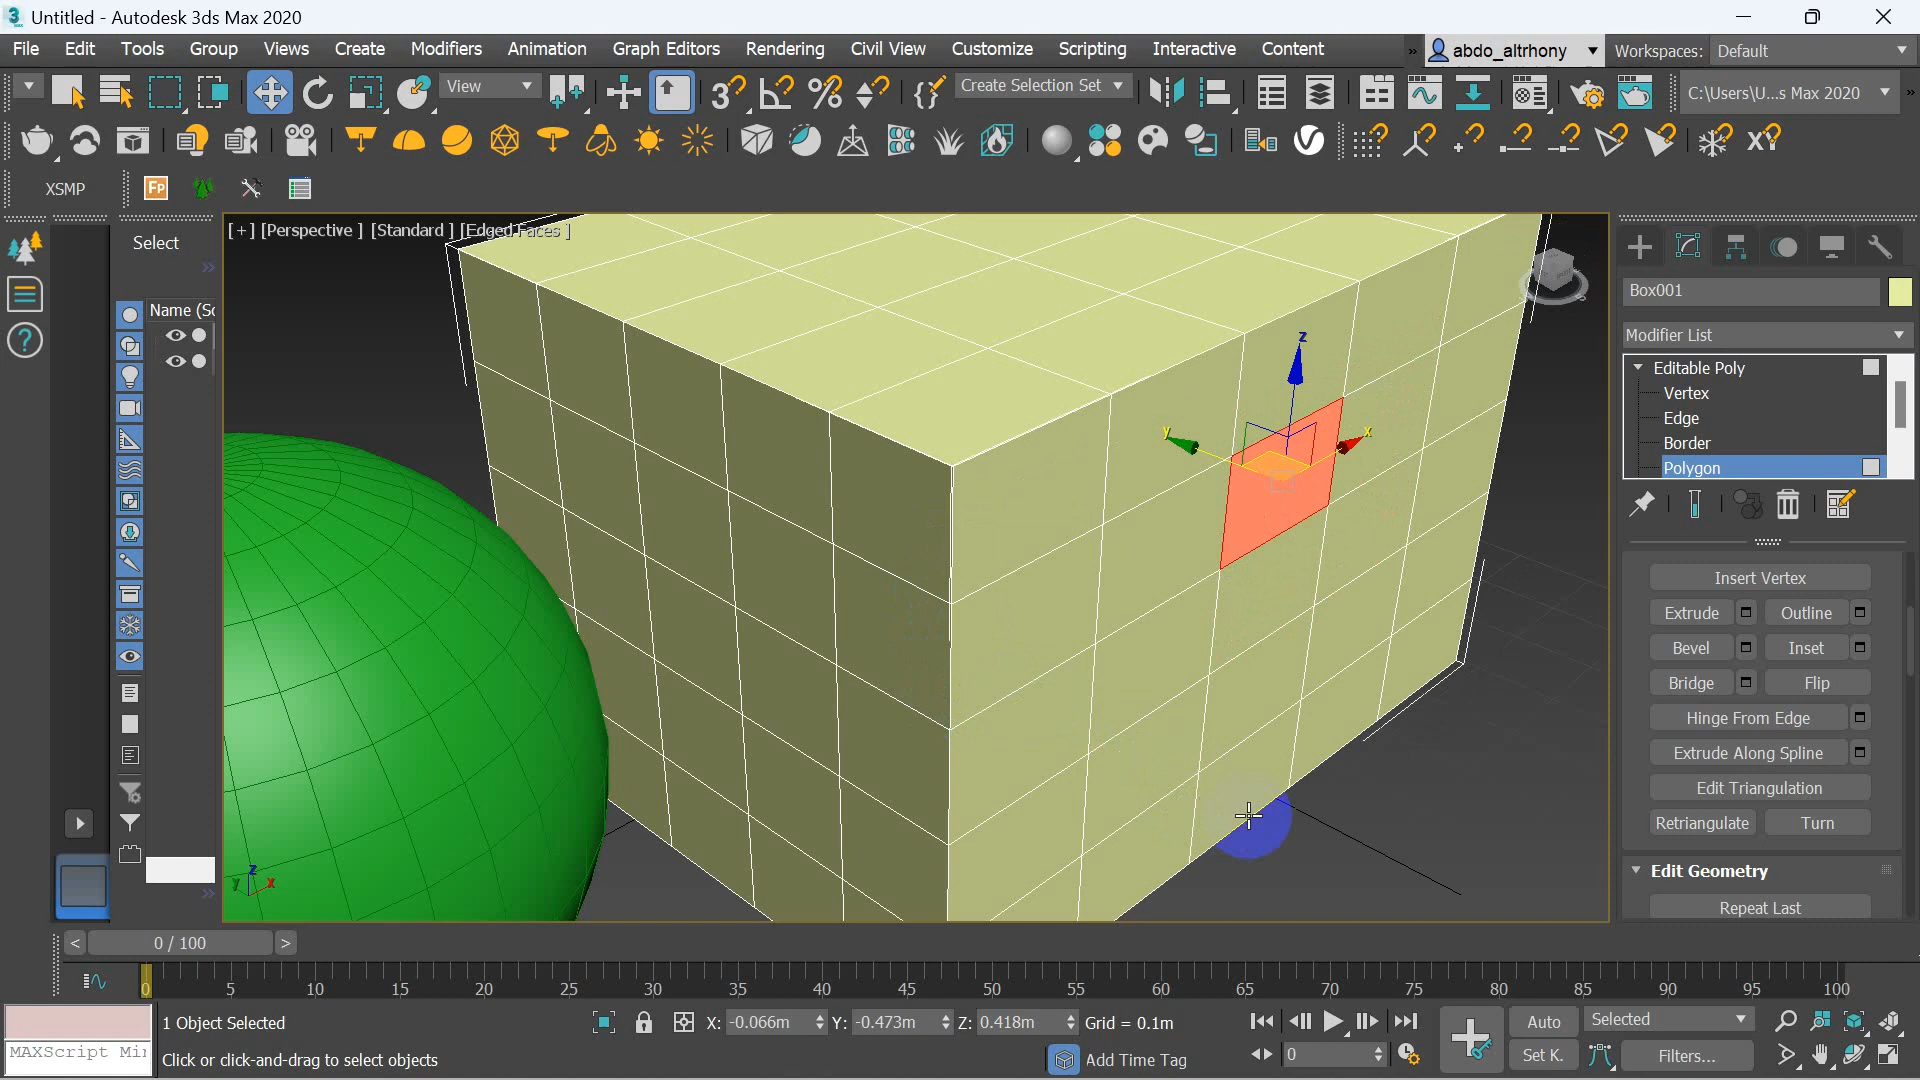 Untitled - Autodesk 3ds Max 2020
File Edit Tools Group Views Create Modifiers Animation Graph Editors Rendering Civil View Customize Scripting Interactive Content
abdo_altrhony Workspaces: Default
View
Create Selection Set
C:\Users\U...s Max 2020
XSMP
Select
[+] [Perspective ] [Standard ] [Edged Faces ]
Name (So
Box001
Modifier List
Editable Poly
Vertex
Edge
Border
Polygon
z
y
x
Insert Vertex
Extrude Outline
Bevel Inset
Bridge Flip
Hinge From Edge
Extrude Along Spline
Edit Triangulation
Retriangulate Turn
Edit Geometry
Repeat Last
z
y x
< 0 / 100 >
0 5 10 15 20 25 30 35 40 45 50 55 60 65 70 75 80 85 90 95 100
1 Object Selected
X: -0.066m Y: -0.473m Z: 0.418m Grid = 0.1m
Auto Selected
MAXScript Mi
Click or click-and-drag to select objects
Add Time Tag
0
Set K. Filters...